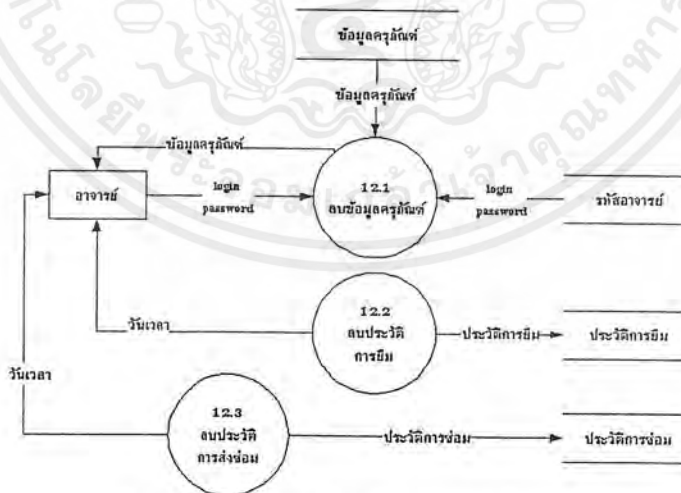 ข้อมูลครุภัณฑ์
ข้อมูลครุภัณฑ์
ข้อมูลครุภัณฑ์
อาจารย์
login
password
12.1
ลบข้อมูลครุภัณฑ์
login
password
รหัสอาจารย์
วันเวลา
12.2
ลบประวัติ
การยืม
ประวัติการยืม
ประวัติการยืม
วันเวลา
12.3
ลบประวัติ
การส่งซ่อม
ประวัติการซ่อม
ประวัติการซ่อม